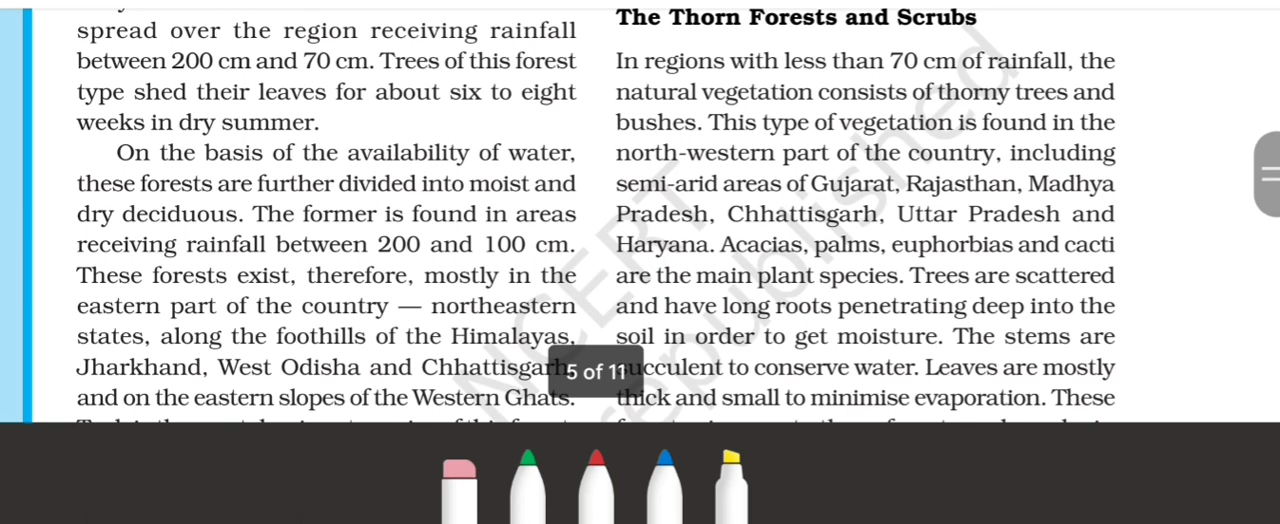 spread over the region receiving rainfall
between 200 cm and 70 cm. Trees of this forest
type shed their leaves for about six to eight
weeks in dry summer.
On the basis of the availability of water,
these forests are further divided into moist and
dry deciduous. The former is found in areas
receiving rainfall between 200 and 100 cm.
These forests exist, therefore, mostly in the
eastern part of the country — northeastern
states, along the foothills of the Himalayas,
Jharkhand, West Odisha and
and on the eastern slopes of the Western Ghats.
The Thorn Forests and Scrubs
In regions with less than 70 cm of rainfall, the
natural vegetation consists of thorny trees and
bushes. This type of vegetation is found in the
north-western part of the country, including
semi-arid areas of Gujarat, Rajasthan, Madhya
Pradesh, Chhattisgarh, Uttar Pradesh and
Haryana. Acacias, palms, euphorbias and cacti
are the main plant species. Trees are scattered
and have long roots penetrating deep into the
soil in order to get moisture. The stems are
to conserve water. Leaves are mostly
thick and small to minimise evaporation. These
5 of 11
NCERT
republished